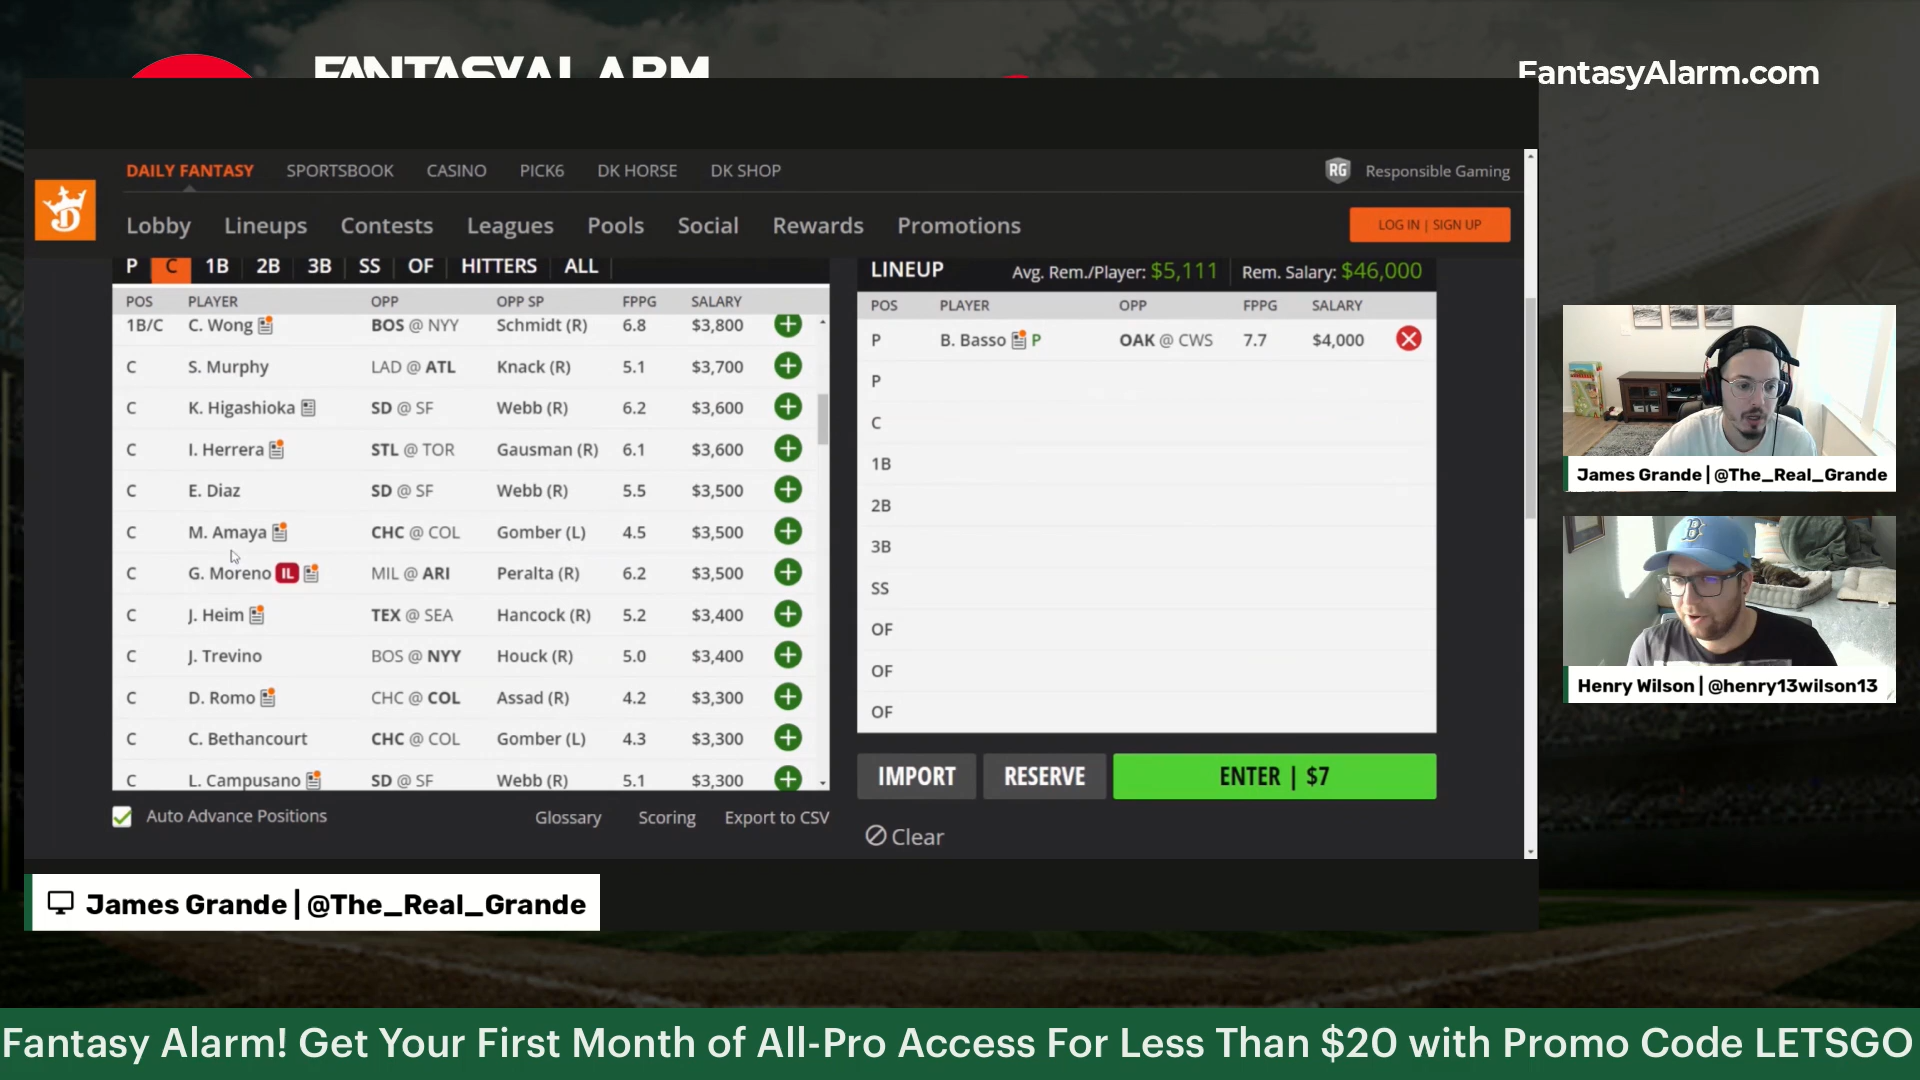 FANTASYALARM
FantasyAlarm.com
DAILY FANTASY SPORTSBOOK CASINO PICK6 DK HORSE DK SHOP
RG Responsible Gaming
Lobby Lineups Contests Leagues Pools Social Rewards Promotions
LOG IN | SIGN UP
P C 1B 2B 3B SS OF HITTERS ALL
POS PLAYER OPP OPP SP FPPG SALARY
1B/C C. Wong BOS @ NYY Schmidt (R) 6.8 $3,800
C S. Murphy LAD @ ATL Knack (R) 5.1 $3,700
C K. Higashioka SD @ SF Webb (R) 6.2 $3,600
C I. Herrera STL @ TOR Gausman (R) 6.1 $3,600
C E. Diaz SD @ SF Webb (R) 5.5 $3,500
C M. Amaya CHC @ COL Gomber (L) 4.5 $3,500
C G. Moreno IL MIL @ ARI Peralta (R) 6.2 $3,500
C J. Heim TEX @ SEA Hancock (R) 5.2 $3,400
C J. Trevino BOS @ NYY Houck (R) 5.0 $3,400
C D. Romo CHC @ COL Assad (R) 4.2 $3,300
C C. Bethancourt CHC @ COL Gomber (L) 4.3 $3,300
C L. Campusano SD @ SF Webb (R) 5.1 $3,300
Auto Advance Positions
Glossary Scoring Export to CSV
LINEUP Avg. Rem./Player: $5,111 Rem. Salary: $46,000
POS PLAYER OPP FPPG SALARY
P B. Basso P OAK @ CWS 7.7 $4,000
P
C
1B
2B
3B
SS
OF
OF
OF
IMPORT RESERVE ENTER | $7
Clear
James Grande | @The_Real_Grande
Henry Wilson | @henry13wilson13
James Grande | @The_Real_Grande
Fantasy Alarm! Get Your First Month of All-Pro Access For Less Than $20 with Promo Code LETSGO